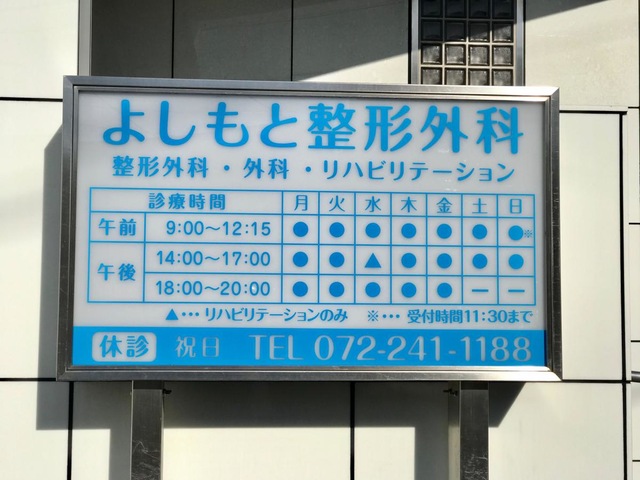 よしもと整形外科
整形外科・外科・リハビリテーション
診療時間 月 火 水 木 金 土 日
午前 9:00〜12:15 ● ● ● ● ● ● ●※
午後 14:00〜17:00 ● ● ▲ ● ● ● ●
18:00〜20:00 ● ● ● ● ● ー ー
▲・・・リハビリテーションのみ ※・・・受付時間11:30まで
休診 祝日 TEL 072-241-1188